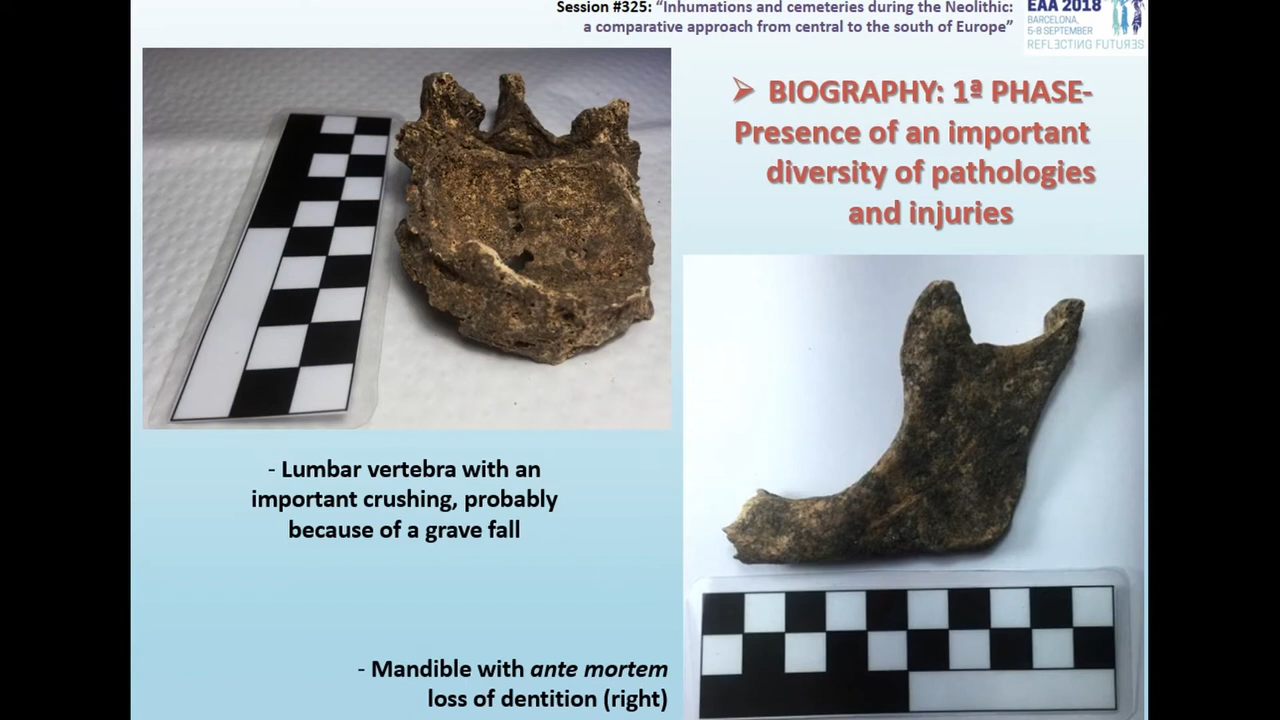 Session #325: “Inhumations and cemeteries during the Neolithic:
a comparative approach from central to the south of Europe”
EAA 2018
BARCELONA,
5-8 SEPTEMBER
REFLECTING FUTURES
➢ BIOGRAPHY: 1ª PHASE-
Presence of an important
diversity of pathologies
and injuries
- Lumbar vertebra with an
important crushing, probably
because of a grave fall
- Mandible with ante mortem
loss of dentition (right)